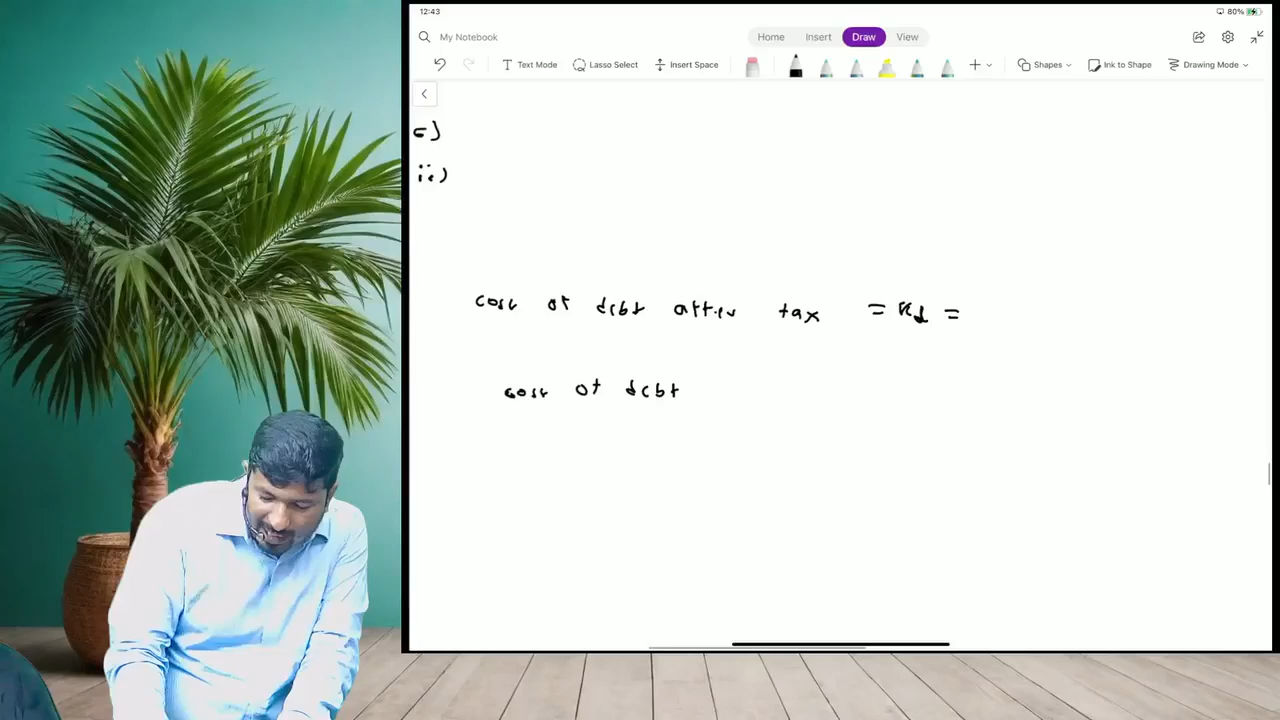 12:43
80%
My Notebook
Home Insert Draw View
Text Mode Lasso Select Insert Space Shapes Ink to Shape Drawing Mode
c)
ii)
cost of debt after tax = Kd =
cost of debt